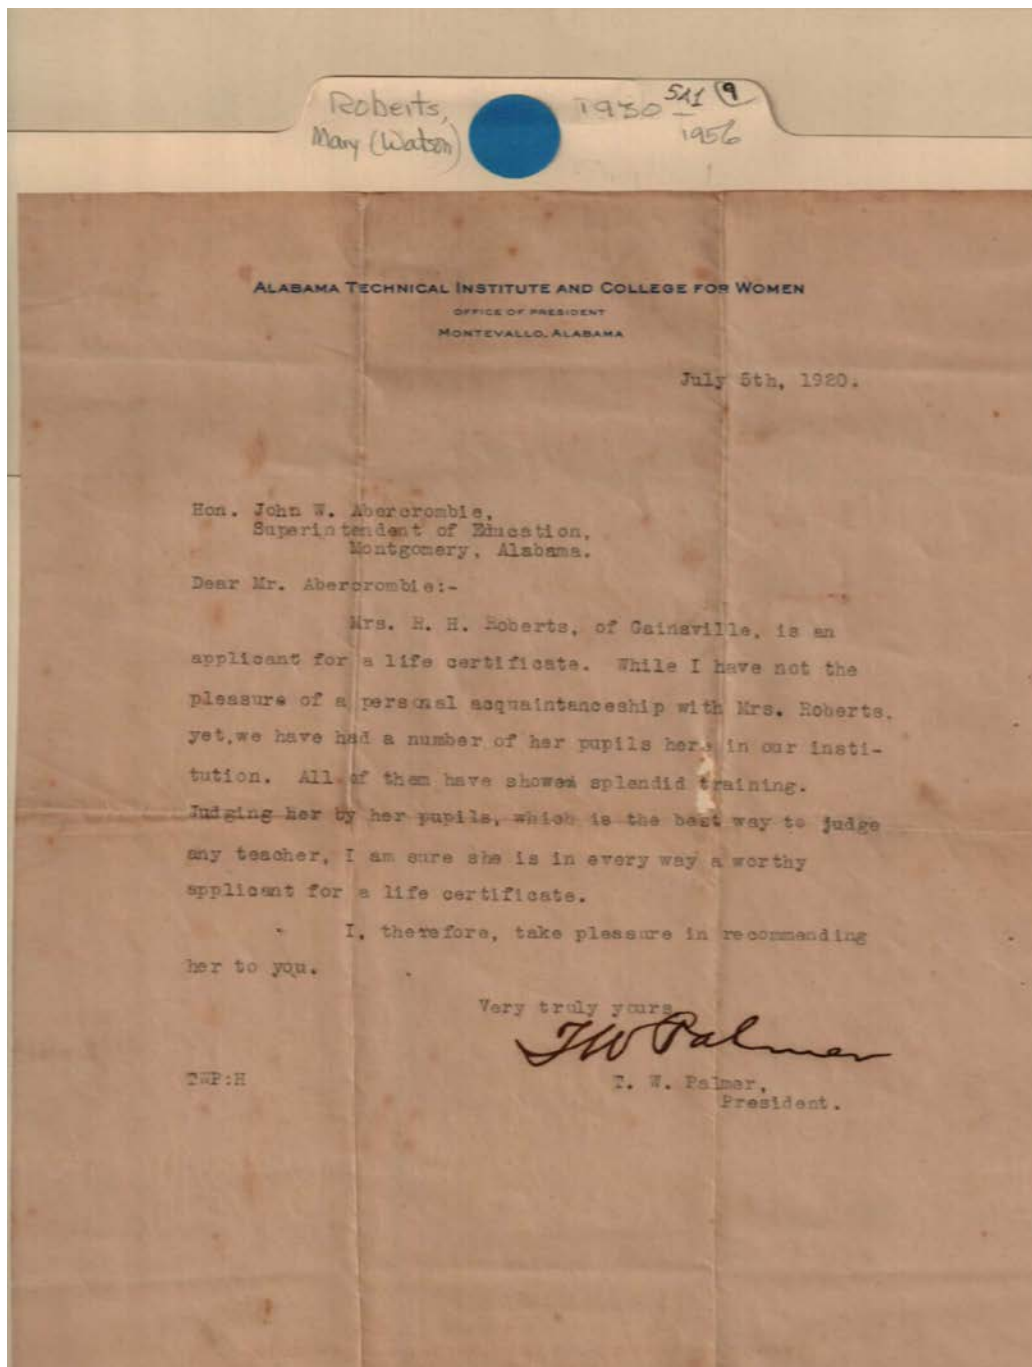 Roberts,
Mary (Watson)
1930 - 1956
5A1 9
ALABAMA TECHNICAL INSTITUTE AND COLLEGE FOR WOMEN
OFFICE OF PRESIDENT
MONTEVALLO, ALABAMA
July 5th, 1920.
Hon. John W. Abercrombie,
Superintendent of Education,
Montgomery, Alabama.
Dear Mr. Abercrombie:-
Mrs. H. H. Roberts, of Gainsville, is an
applicant for a life certificate. While I have not the
pleasure of a personal acquaintanceship with Mrs. Roberts,
yet,we have had a number of her pupils here in our insti-
tution. All of them have showed splendid training.
Judging her by her pupils, which is the best way to judge
any teacher, I am sure she is in every way a worthy
applicant for a life certificate.
I, therefore, take pleasure in recommending
her to you.
Very truly yours
T W Palmer
TWP:H
T. W. Palmer,
President.